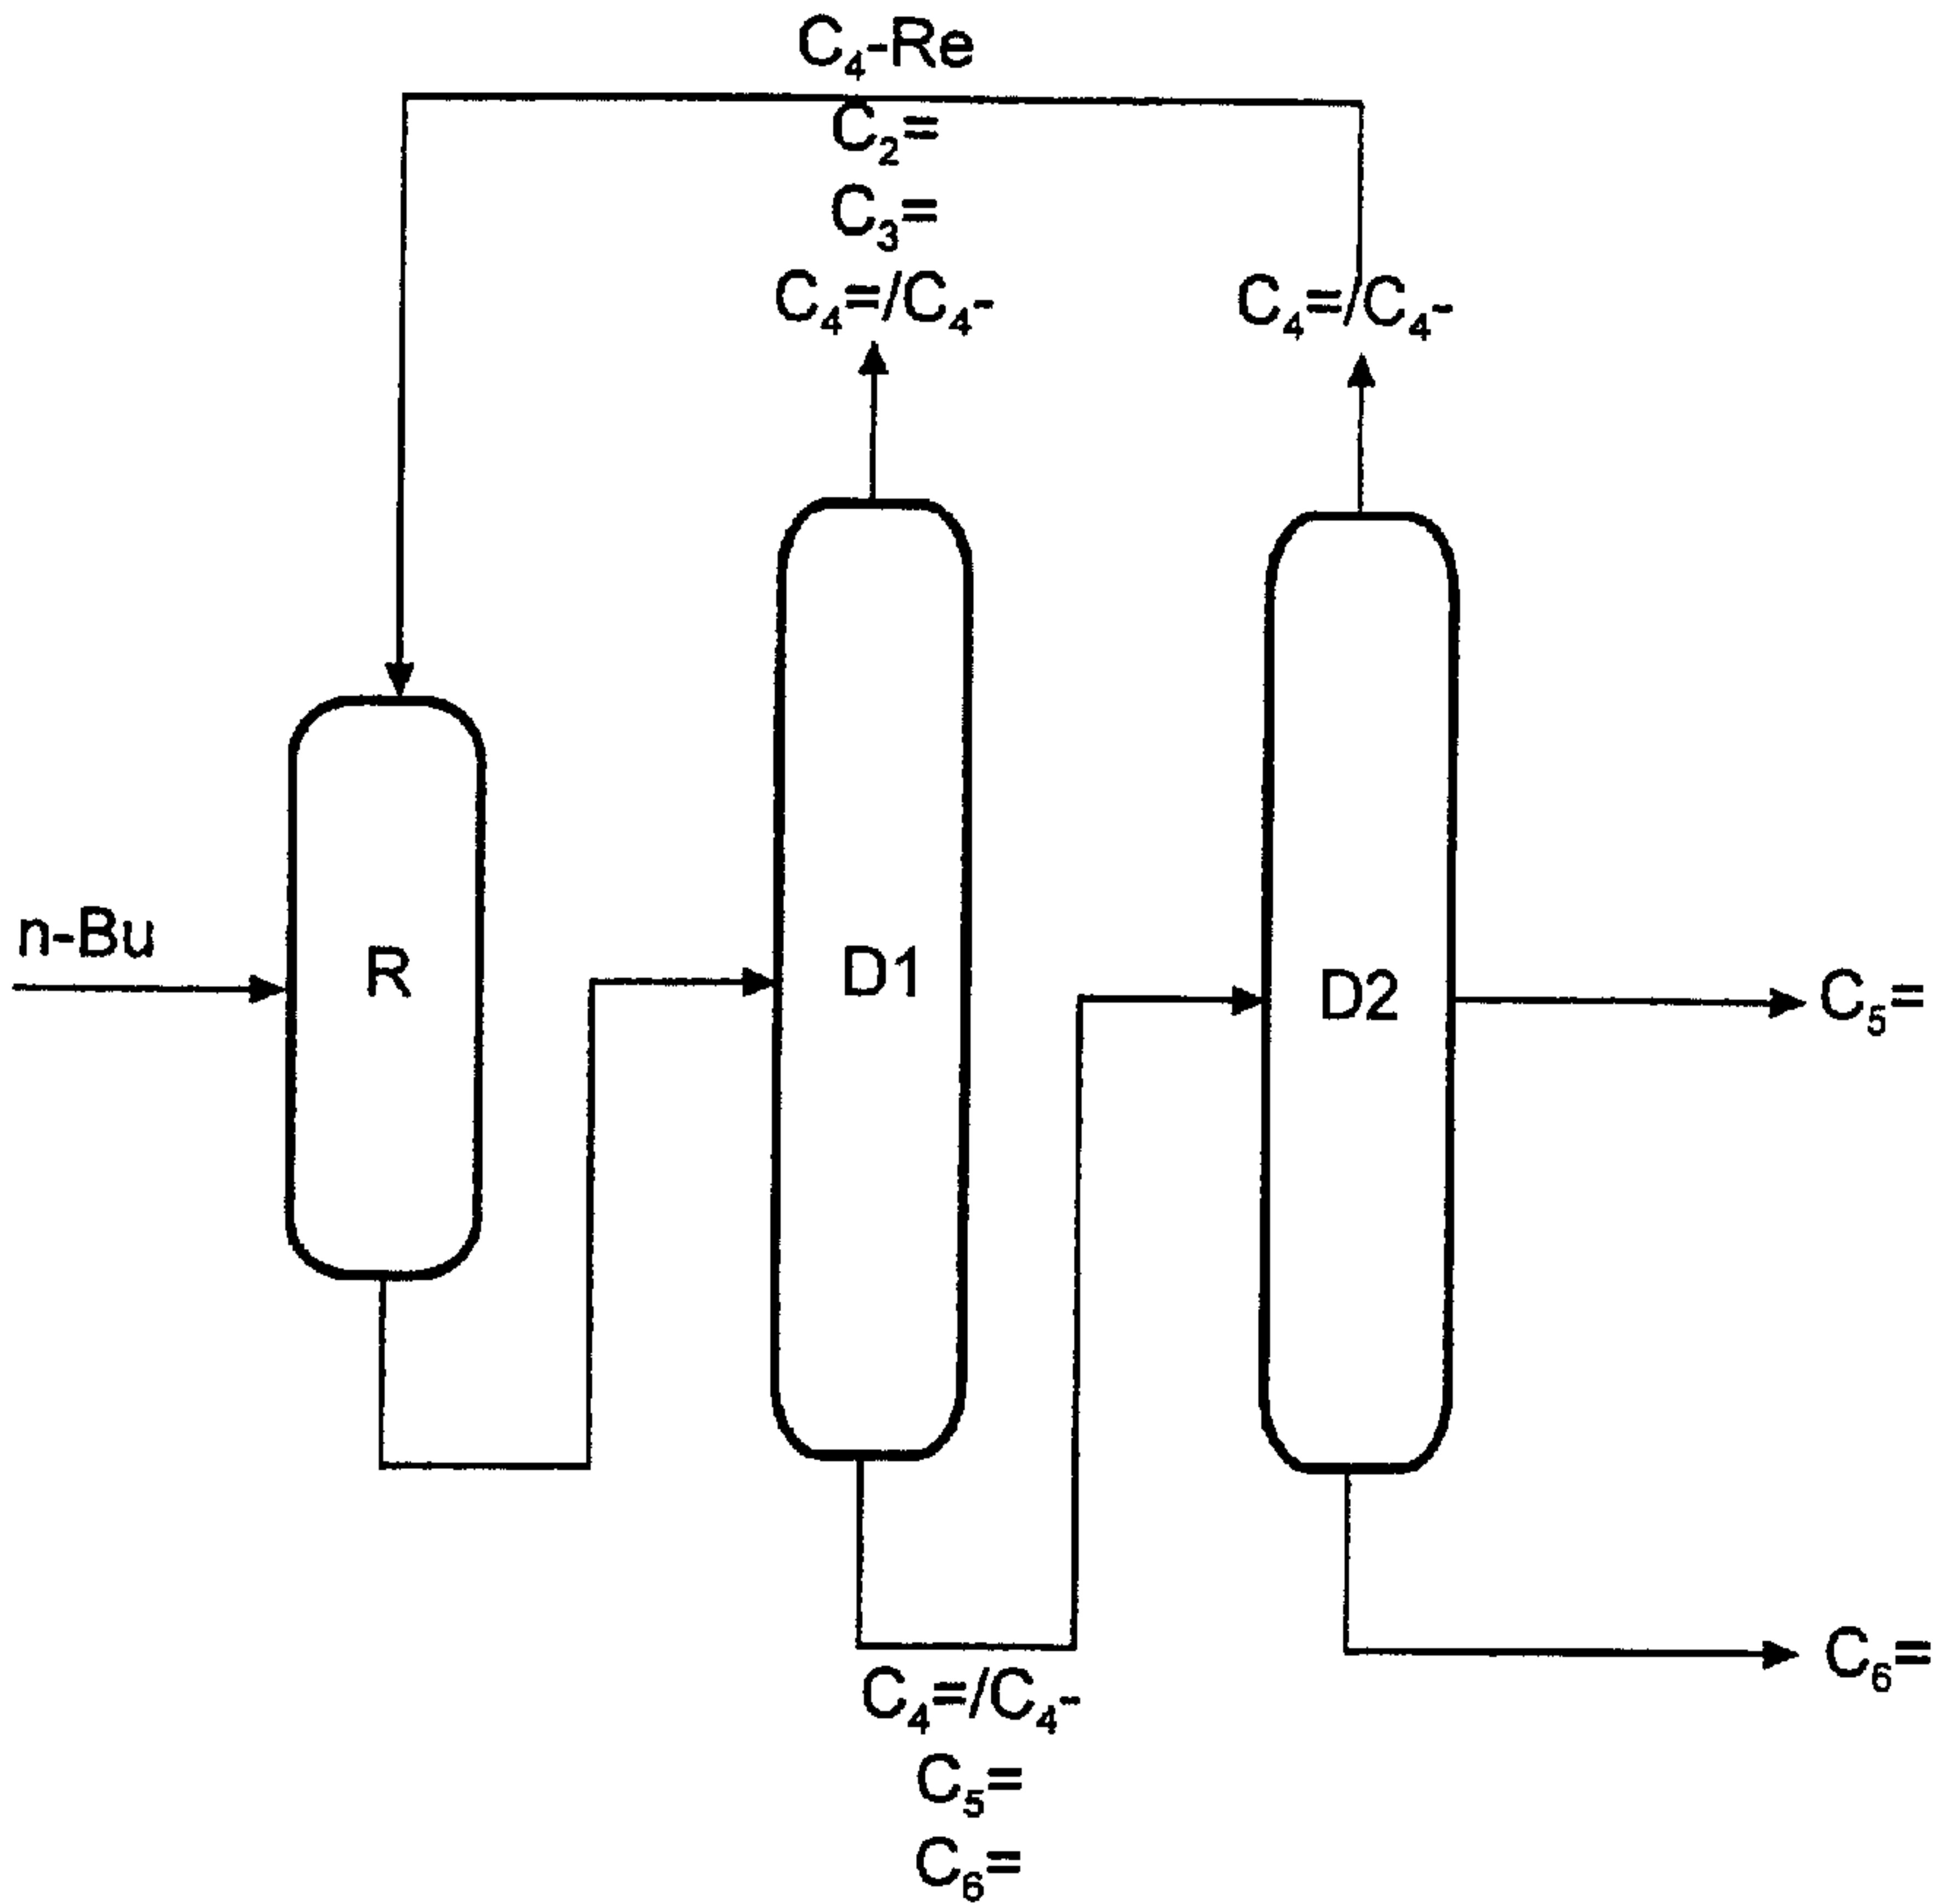 C₄-Re
C₂=
C₃=
C₄=/C₄-
C₄=/C₄-
n-Bu
R
D1
D2
C₅=
C₆=
C₄=/C₄-
C₅=
C₆=